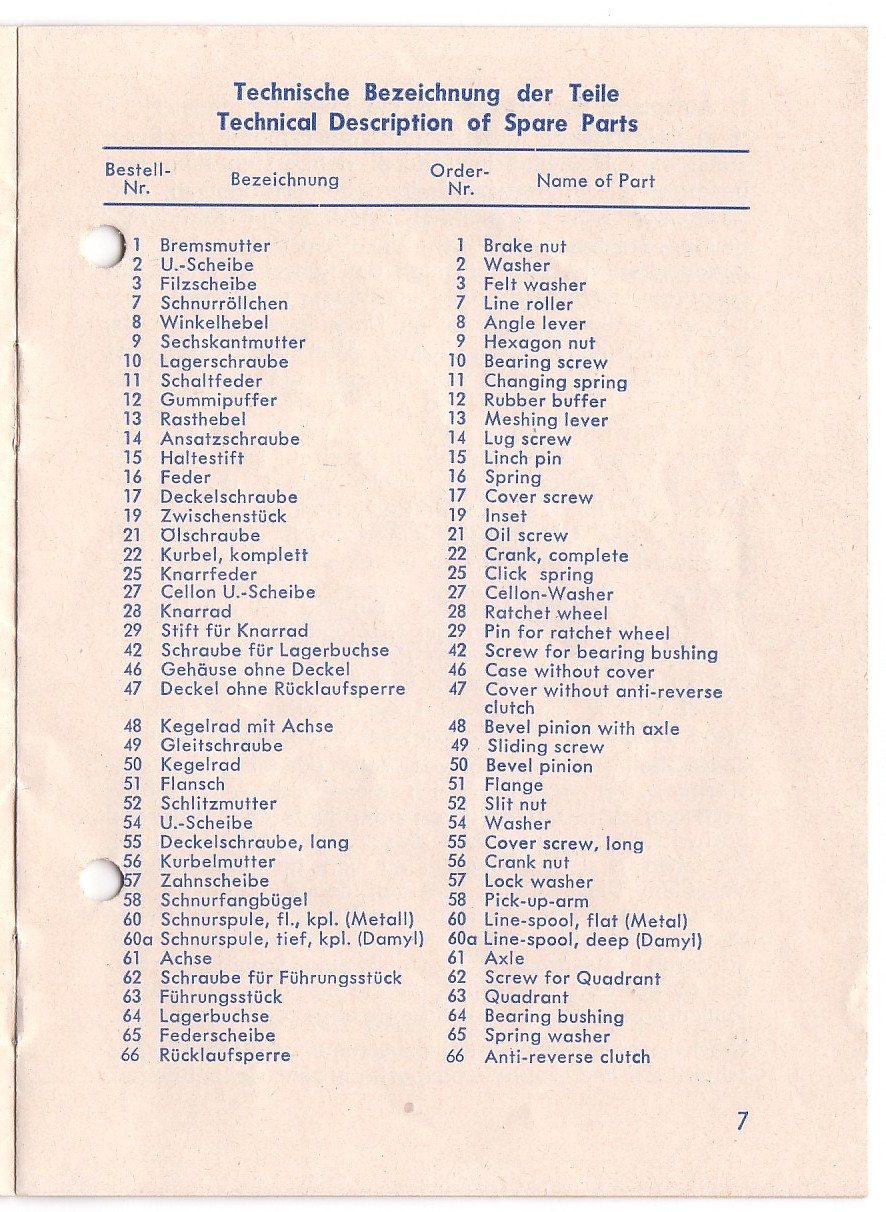 Technische Bezeichnung der Teile
Technical Description of Spare Parts
Bestell-Nr. Bezeichnung Order-Nr. Name of Part
1 Bremsmutter 1 Brake nut
2 U.-Scheibe 2 Washer
3 Filzscheibe 3 Felt washer
7 Schnurröllchen 7 Line roller
8 Winkelhebel 8 Angle lever
9 Sechskantmutter 9 Hexagon nut
10 Lagerschraube 10 Bearing screw
11 Schaltfeder 11 Changing spring
12 Gummipuffer 12 Rubber buffer
13 Rasthebel 13 Meshing lever
14 Ansatzschraube 14 Lug screw
15 Haltestift 15 Linch pin
16 Feder 16 Spring
17 Deckelschraube 17 Cover screw
19 Zwischenstück 19 Inset
21 Ölschraube 21 Oil screw
22 Kurbel, komplett 22 Crank, complete
25 Knarrfeder 25 Click spring
27 Cellon U.-Scheibe 27 Cellon-Washer
28 Knarrad 28 Ratchet wheel
29 Stift für Knarrad 29 Pin for ratchet wheel
42 Schraube für Lagerbuchse 42 Screw for bearing bushing
46 Gehäuse ohne Deckel 46 Case without cover
47 Deckel ohne Rücklaufsperre 47 Cover without anti-reverse
clutch
48 Kegelrad mit Achse 48 Bevel pinion with axle
49 Gleitschraube 49 Sliding screw
50 Kegelrad 50 Bevel pinion
51 Flansch 51 Flange
52 Schlitzmutter 52 Slit nut
54 U.-Scheibe 54 Washer
55 Deckelschraube, lang 55 Cover screw, long
56 Kurbelmutter 56 Crank nut
57 Zahnscheibe 57 Lock washer
58 Schnurfangbügel 58 Pick-up-arm
60 Schnurspule, fl., kpl. (Metall) 60 Line-spool, flat (Metal)
60a Schnurspule, tief, kpl. (Damyl) 60a Line-spool, deep (Damyl)
61 Achse 61 Axle
62 Schraube für Führungsstück 62 Screw for Quadrant
63 Führungsstück 63 Quadrant
64 Lagerbuchse 64 Bearing bushing
65 Federscheibe 65 Spring washer
66 Rücklaufsperre 66 Anti-reverse clutch
7